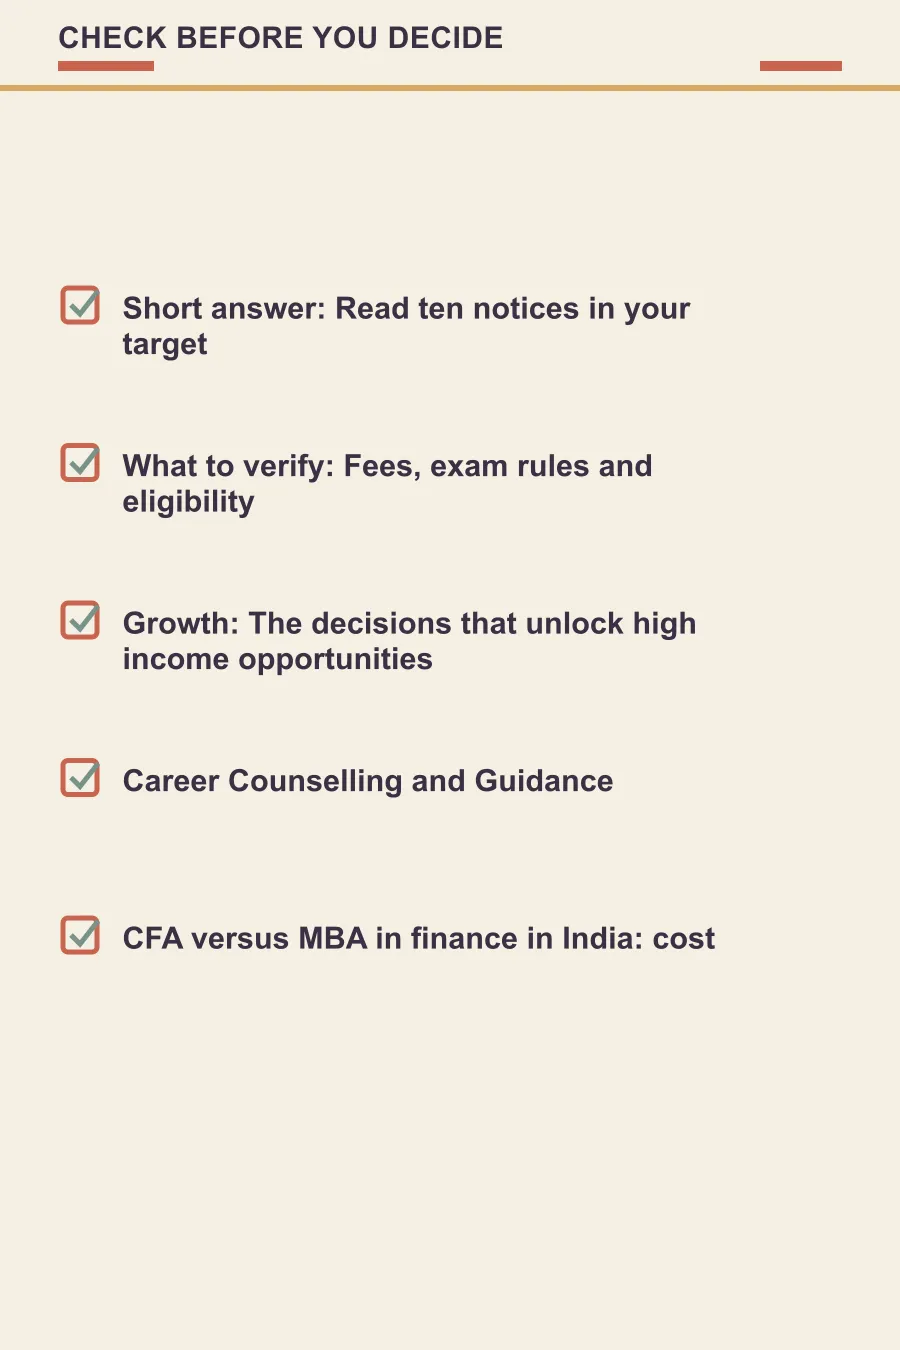 CHECK BEFORE YOU DECIDE
Short answer: Read ten notices in your
target
What to verify: Fees, exam rules and
eligibility
Growth: The decisions that unlock high
income opportunities
Career Counselling and Guidance
CFA versus MBA in finance in India: cost